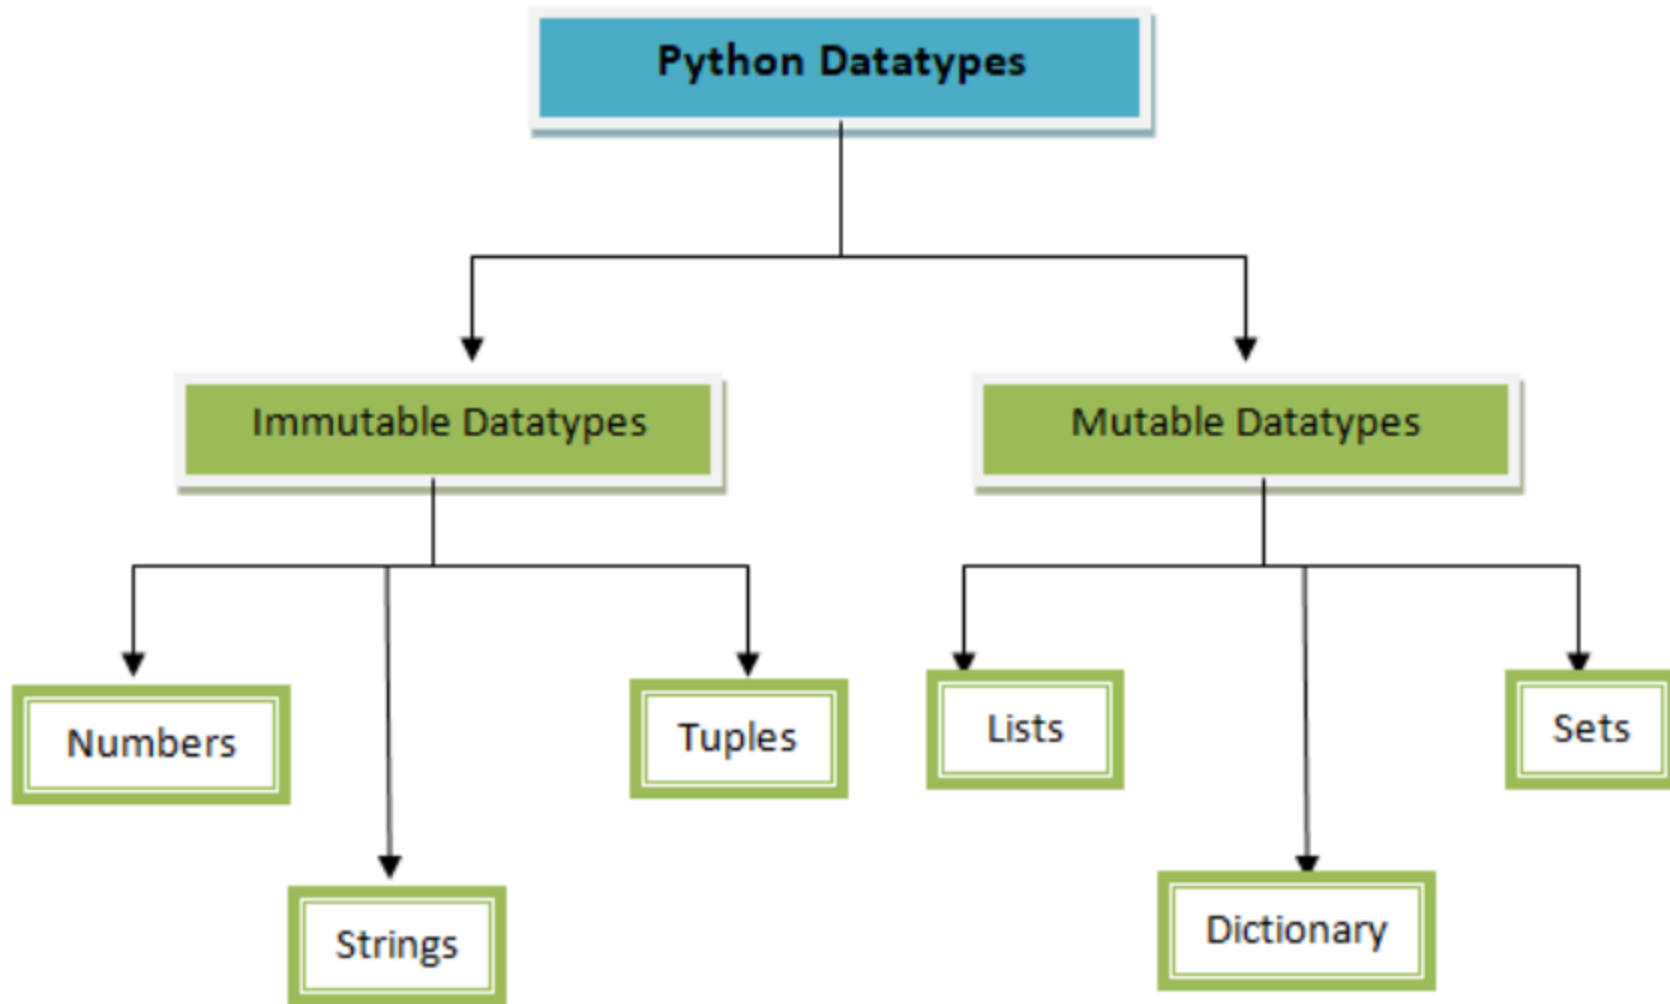 Python Datatypes
Immutable Datatypes
Mutable Datatypes
Numbers
Tuples
Lists
Sets
Strings
Dictionary